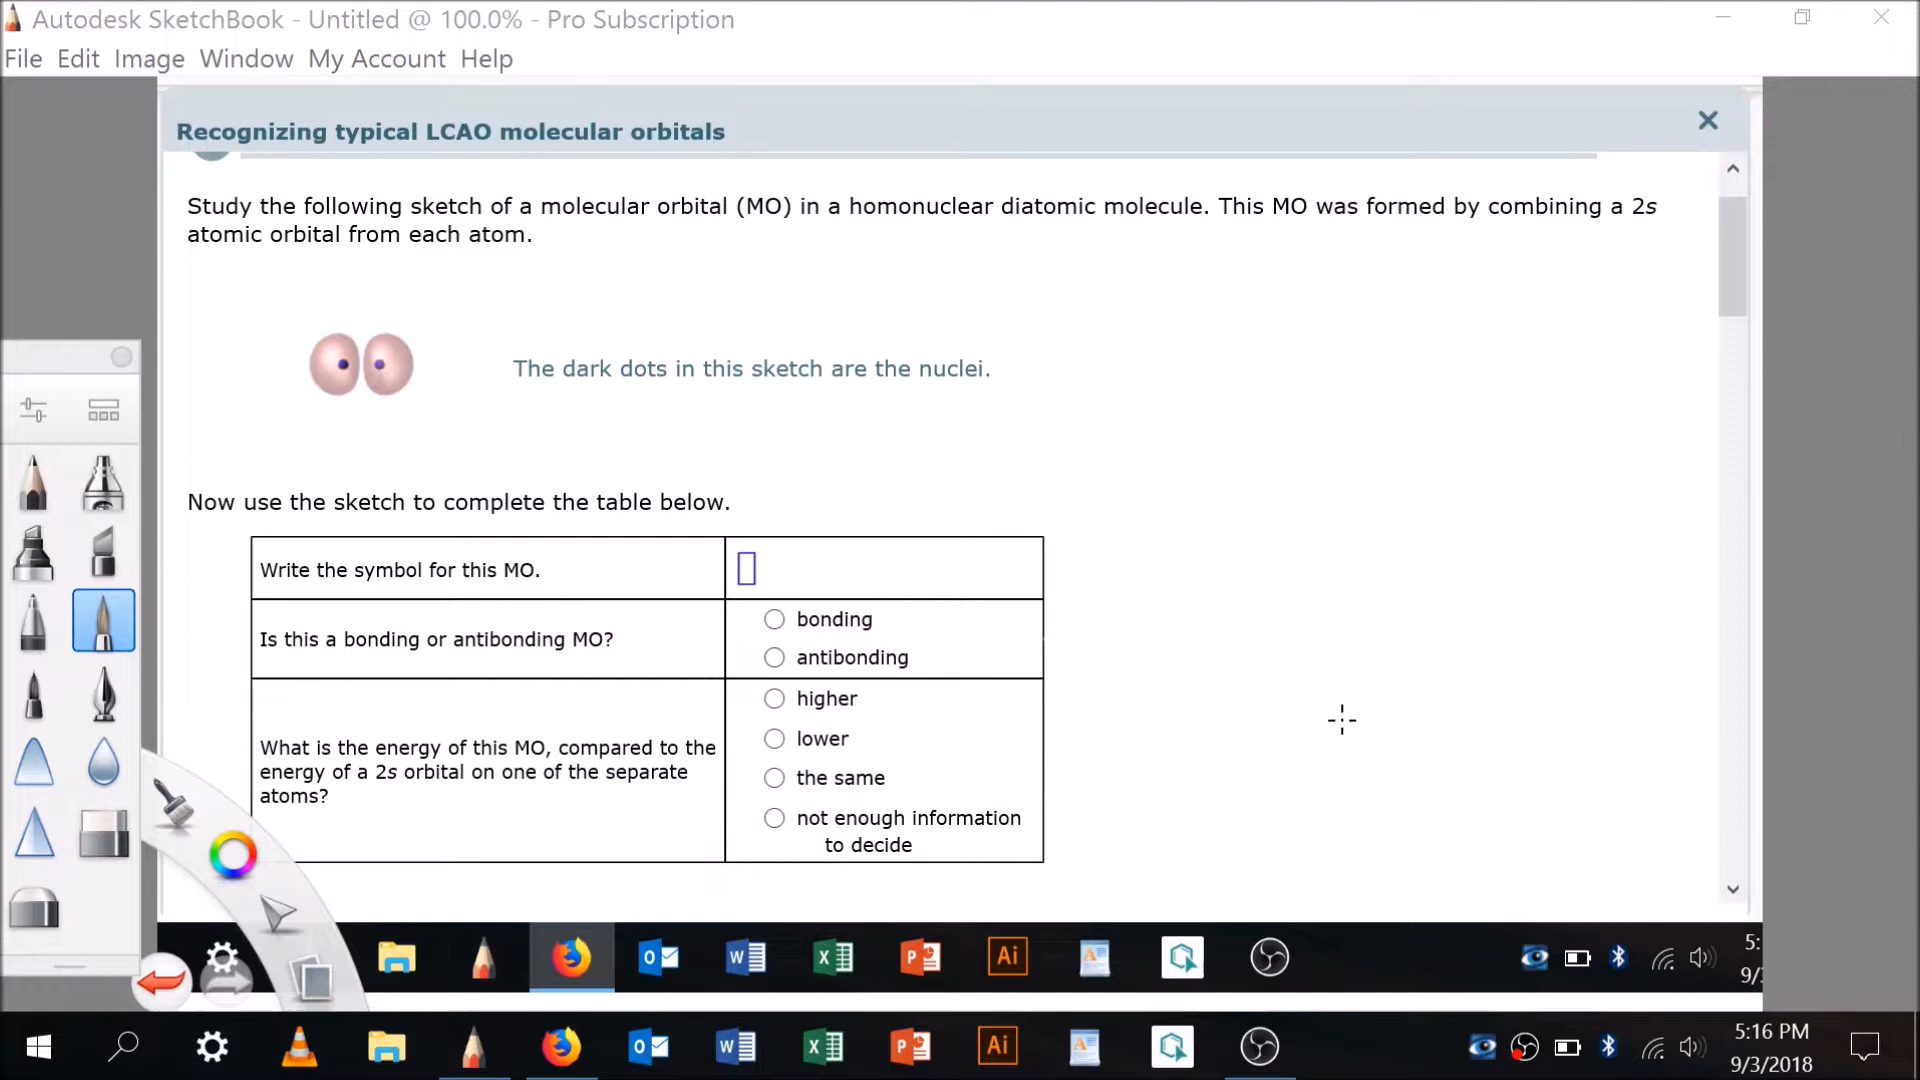 Autodesk SketchBook - Untitled @ 100.0% - Pro Subscription
File Edit Image Window My Account Help
Recognizing typical LCAO molecular orbitals
Study the following sketch of a molecular orbital (MO) in a homonuclear diatomic molecule. This MO was formed by combining a 2s
atomic orbital from each atom.
The dark dots in this sketch are the nuclei.
Now use the sketch to complete the table below.
Write the symbol for this MO.
Is this a bonding or antibonding MO?
bonding
antibonding
What is the energy of this MO, compared to the
energy of a 2s orbital on one of the separate
atoms?
higher
lower
the same
not enough information
to decide
Ai
5:
9/
Ai
5:16 PM
9/3/2018